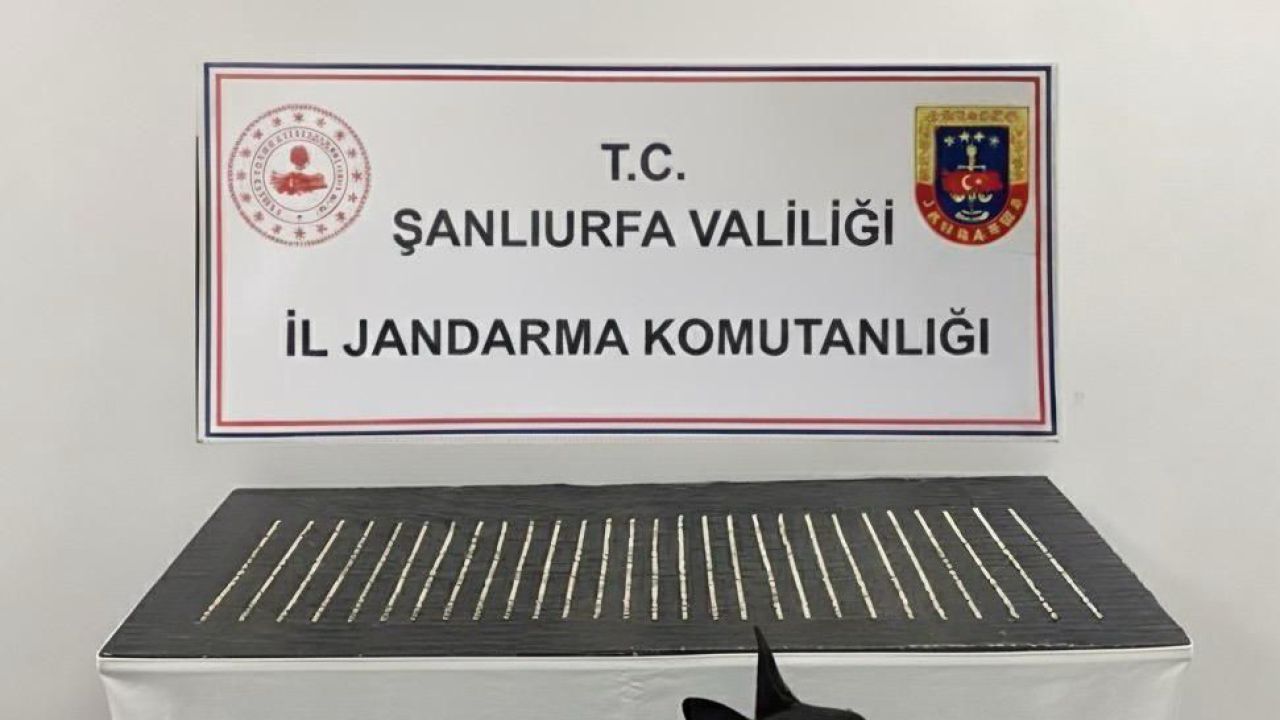 T.C.
ŞANLIURFA VALİLİĞİ
İL JANDARMA KOMUTANLIĞI